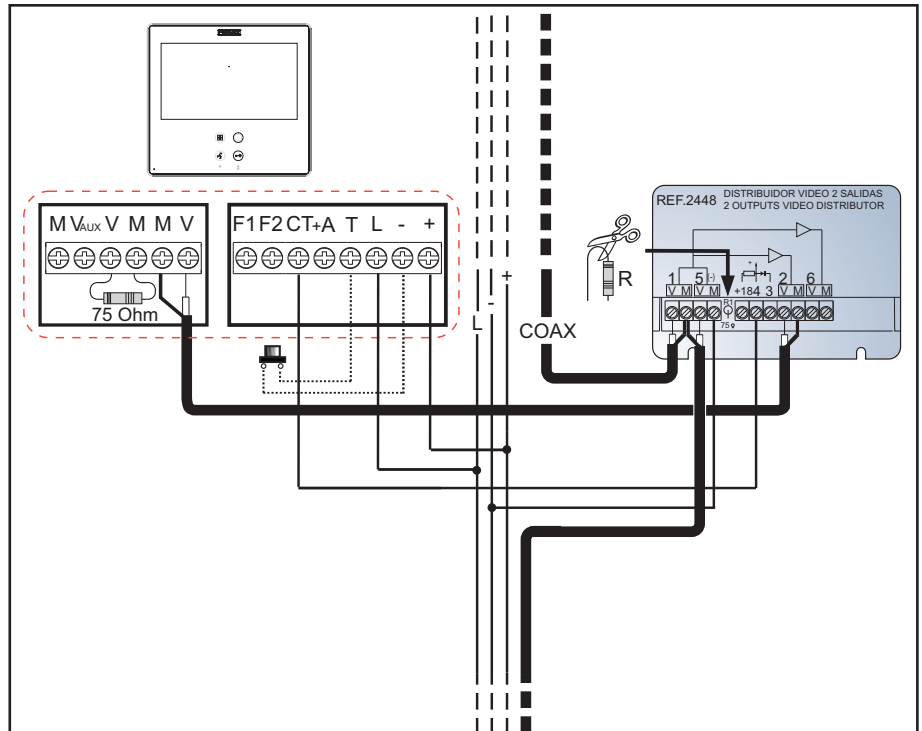 FERMAX
M VAUX V M M V
75 Ohm
F1 F2 CT +A T L - +
L
-
+
COAX
R
REF.2448
DISTRIBUIDOR VIDEO 2 SALIDAS
2 OUTPUTS VIDEO DISTRIBUTOR
1 5 (-) +18 4 3 2 6
V M V M V M V M
R1
75